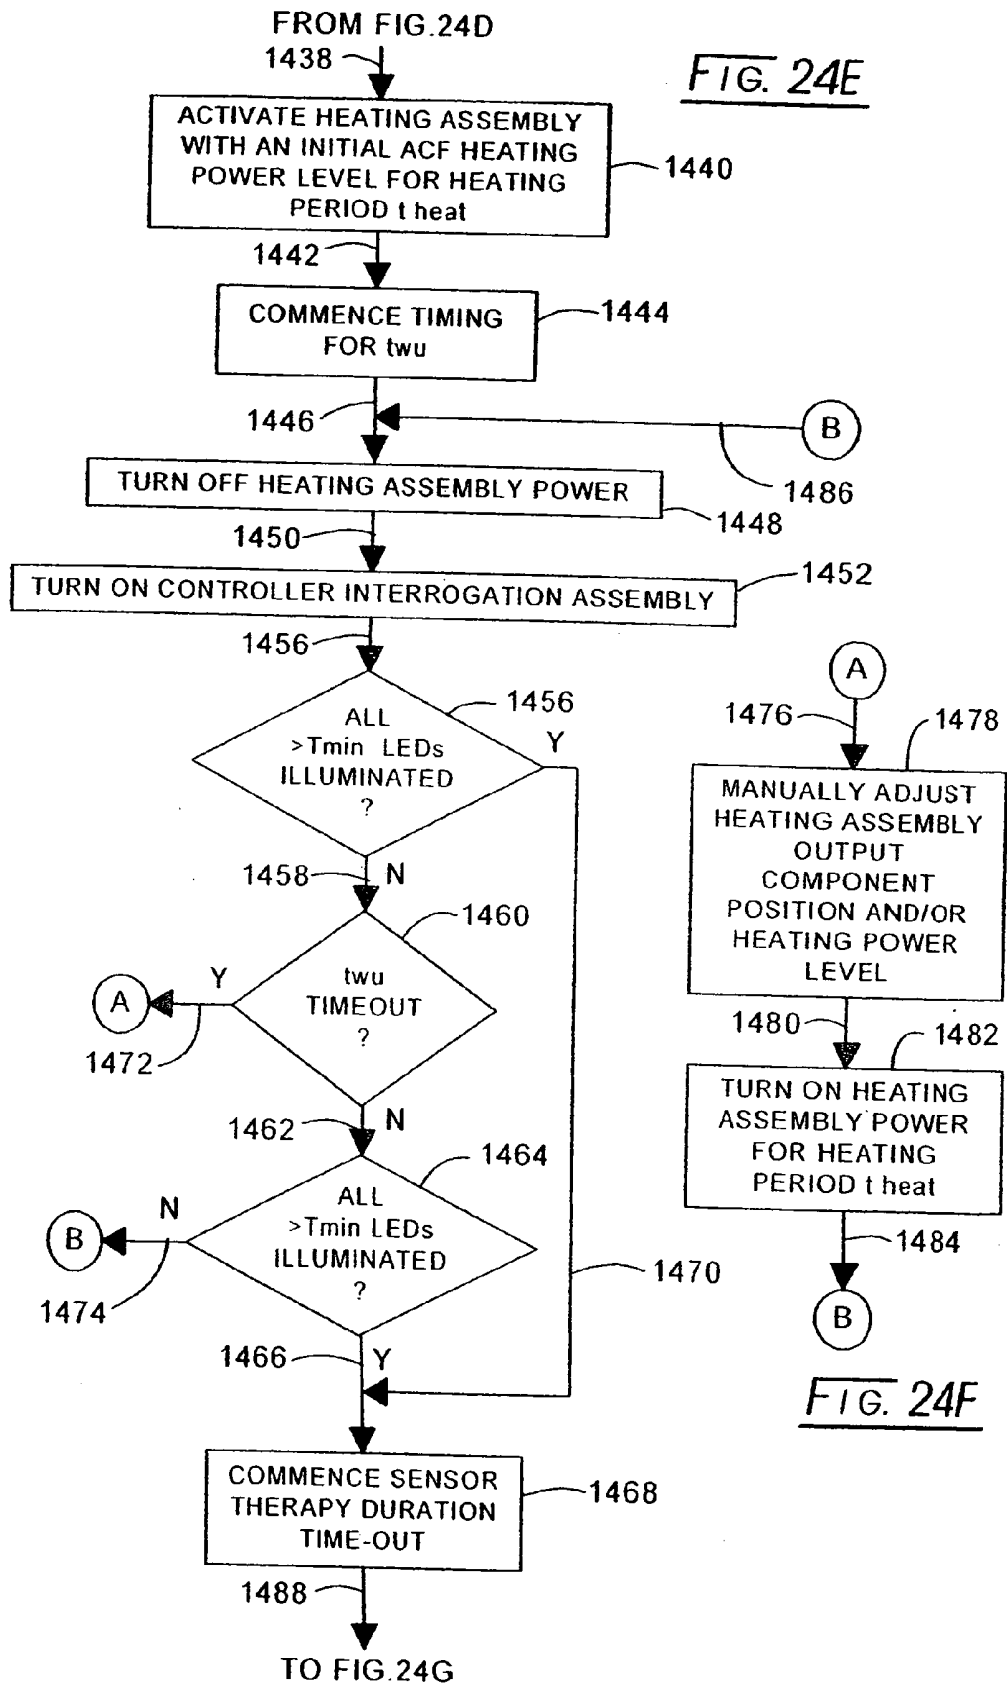 FROM FIG.24D
1438
FIG. 24E
ACTIVATE HEATING ASSEMBLY
WITH AN INITIAL ACF HEATING
POWER LEVEL FOR HEATING
PERIOD t heat
1440
1442
COMMENCE TIMING
FOR twu
1444
1446
B
1486
TURN OFF HEATING ASSEMBLY POWER
1448
1450
TURN ON CONTROLLER INTERROGATION ASSEMBLY
1452
1456
ALL
>Tmin LEDs
ILLUMINATED
?
1456
Y
1458
N
twu
TIMEOUT
?
1460
Y
A
1472
1462
N
ALL
>Tmin LEDs
ILLUMINATED
?
1464
N
B
1474
1470
1466
Y
COMMENCE SENSOR
THERAPY DURATION
TIME-OUT
1468
1488
TO FIG.24G
A
1476
1478
MANUALLY ADJUST
HEATING ASSEMBLY
OUTPUT
COMPONENT
POSITION AND/OR
HEATING POWER
LEVEL
1480
1482
TURN ON HEATING
ASSEMBLY POWER
FOR HEATING
PERIOD t heat
1484
B
FIG. 24F